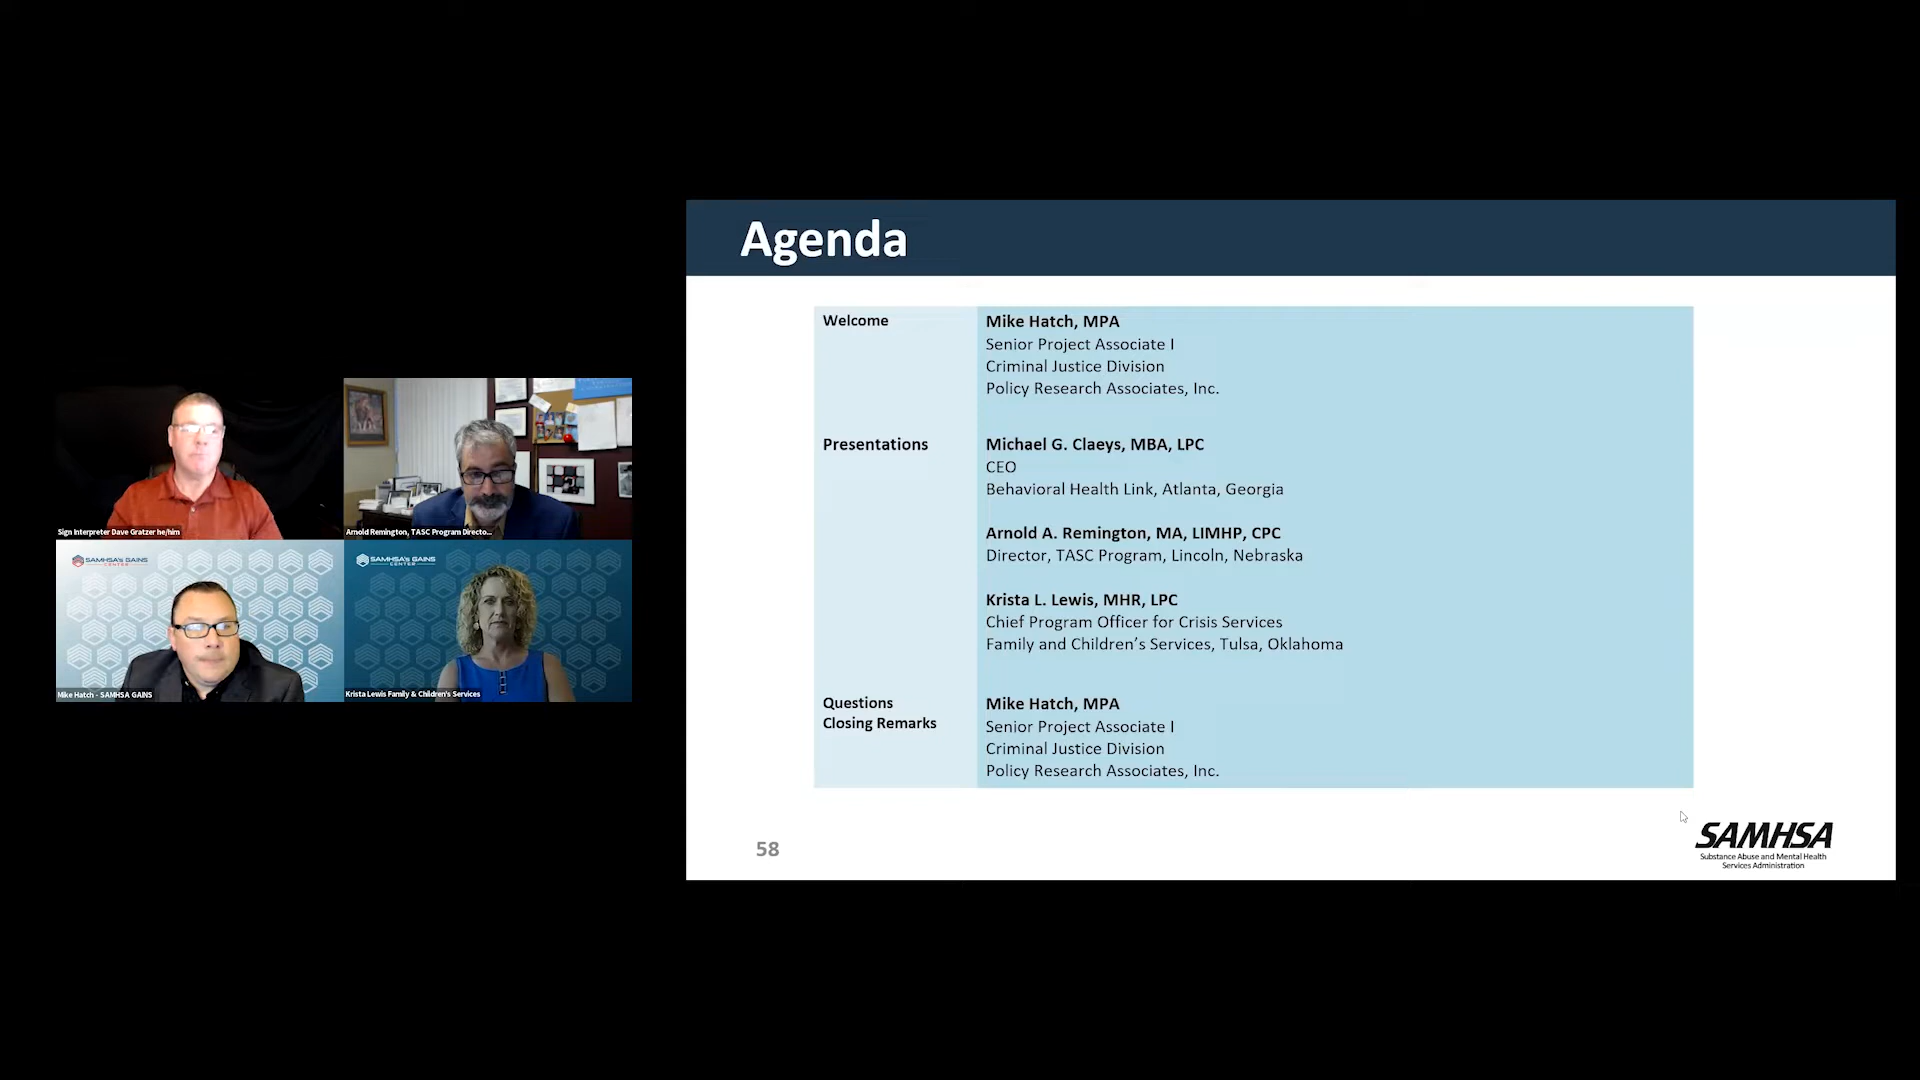 Agenda
Welcome
Mike Hatch, MPA
Senior Project Associate I
Criminal Justice Division
Policy Research Associates, Inc.
Presentations
Michael G. Claeys, MBA, LPC
CEO
Behavioral Health Link, Atlanta, Georgia
Arnold A. Remington, MA, LIMHP, CPC
Director, TASC Program, Lincoln, Nebraska
Krista L. Lewis, MHR, LPC
Chief Program Officer for Crisis Services
Family and Children’s Services, Tulsa, Oklahoma
Questions
Closing Remarks
Mike Hatch, MPA
Senior Project Associate I
Criminal Justice Division
Policy Research Associates, Inc.
58
SAMHSA
Substance Abuse and Mental Health
Services Administration
Sign Interpreter Dave Gratzer he/him
Arnold Remington, TASC Program Directo...
SAMHSA's GAINS
CENTER
Mike Hatch - SAMHSA GAINS
SAMHSA's GAINS
CENTER
Krista Lewis Family & Children's Services